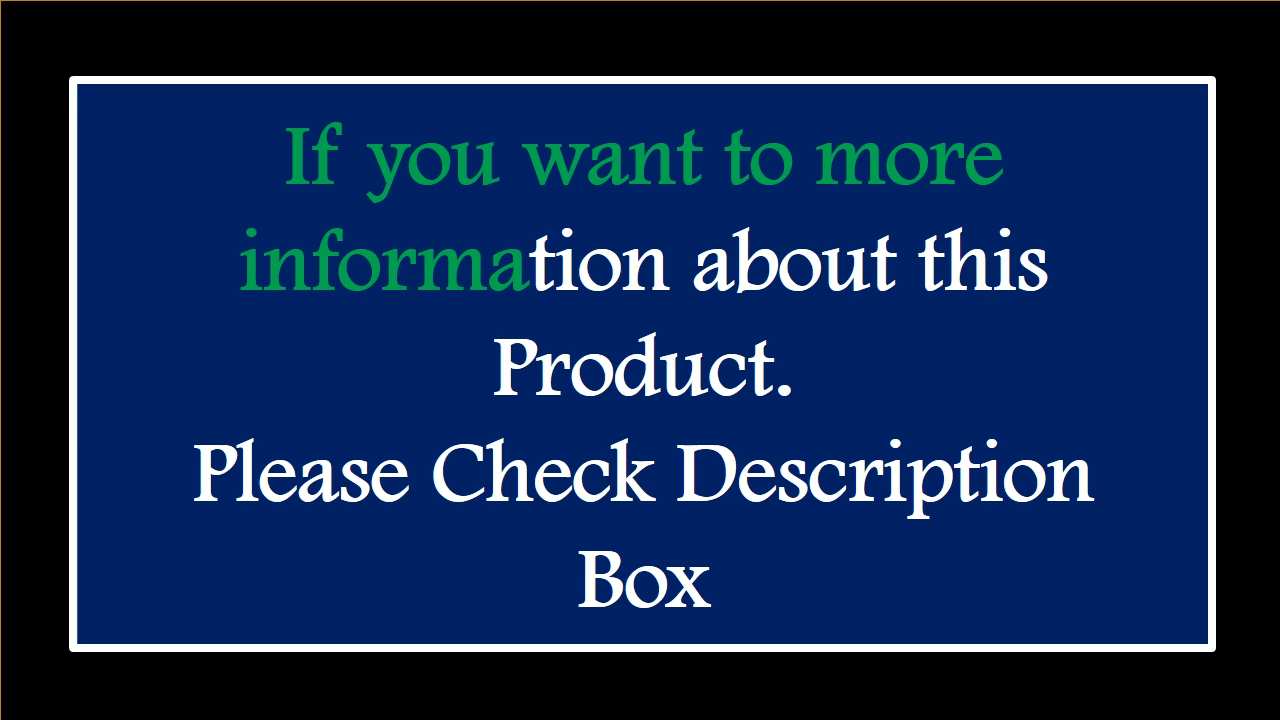 If you want to more
information about this
Product.
Please Check Description
Box